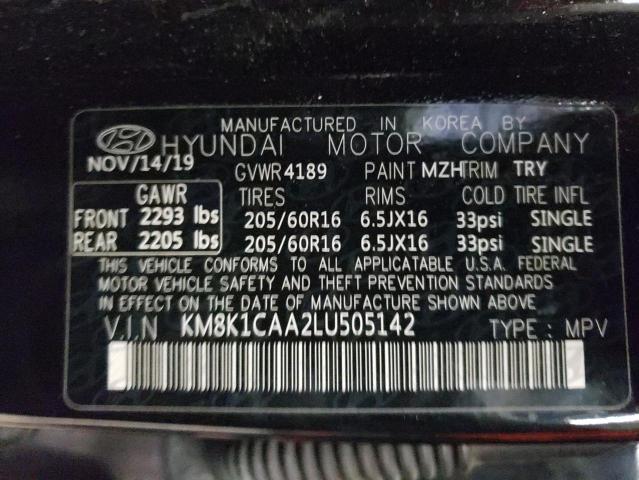 MANUFACTURED IN KOREA BY
HYUNDAI MOTOR COMPANY
NOV/14/19 GVWR 4189 PAINT MZH TRIM TRY
GAWR TIRES RIMS COLD TIRE INFL
FRONT 2293 lbs 205/60R16 6.5JX16 33psi SINGLE
REAR 2205 lbs 205/60R16 6.5JX16 33psi SINGLE
THIS VEHICLE CONFORMS TO ALL APPLICATABLE U.S.A. FEDERAL
MOTOR VEHICLE SAFETY AND THEFT PREVENTION STANDARDS
IN EFFECT ON THE DATE OF MANUFACTURE SHOWN ABOVE
V.I.N KM8K1CAA2LU505142 TYPE : MPV